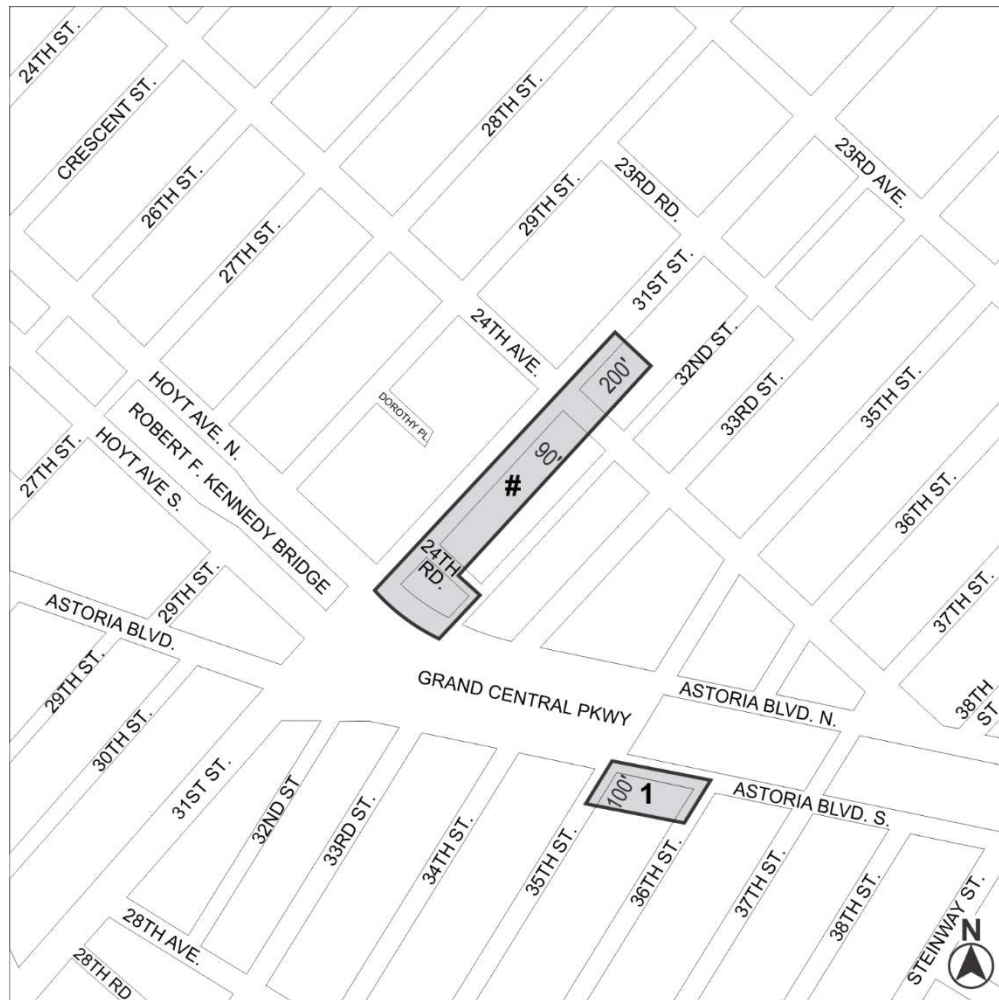 24TH ST.
CRESCENT ST.
26TH ST.
27TH ST.
28TH ST.
29TH ST.
23RD RD.
23RD AVE.
31ST ST.
24TH AVE.
32ND ST.
33RD ST.
35TH ST.
36TH ST.
37TH ST.
38TH
ST.
200'
90'
#
24TH
RD.
DOROTHY PL.
HOYT AVE. N.
ROBERT F. KENNEDY BRIDGE
HOYT AVE S.
27TH ST.
29TH ST.
ASTORIA BLVD.
29TH ST.
30TH ST.
31ST ST.
32ND ST
33RD ST.
34TH ST.
35TH ST.
36TH ST.
37TH ST.
38TH ST.
STEINWAY ST.
GRAND CENTRAL PKWY
ASTORIA BLVD. N.
100'
1
ASTORIA BLVD. S.
28TH AVE.
28TH RD
N